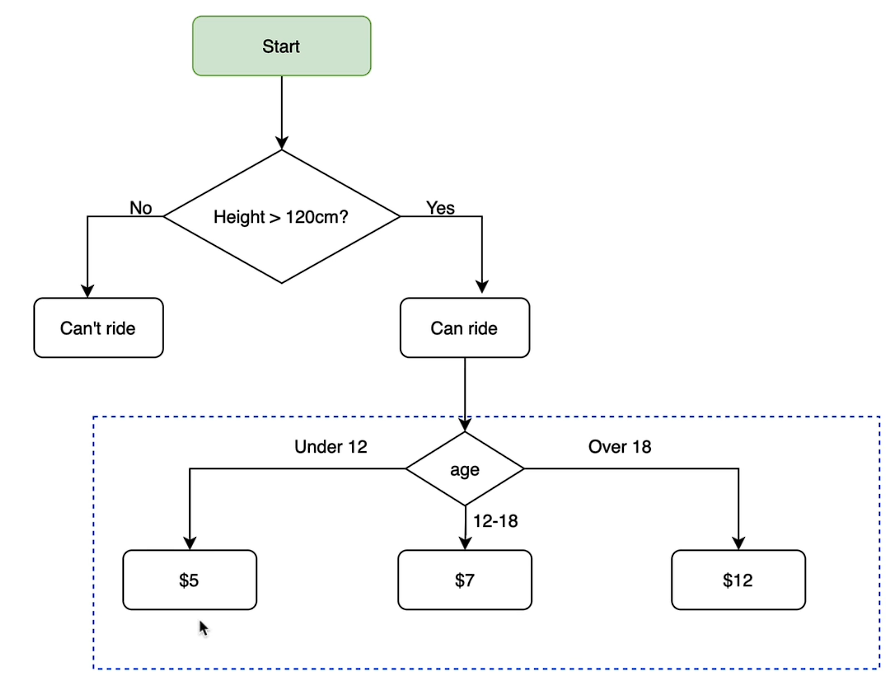 Start
Height > 120cm?
No
Yes
Can't ride
Can ride
Under 12
age
Over 18
12-18
$5
$7
$12